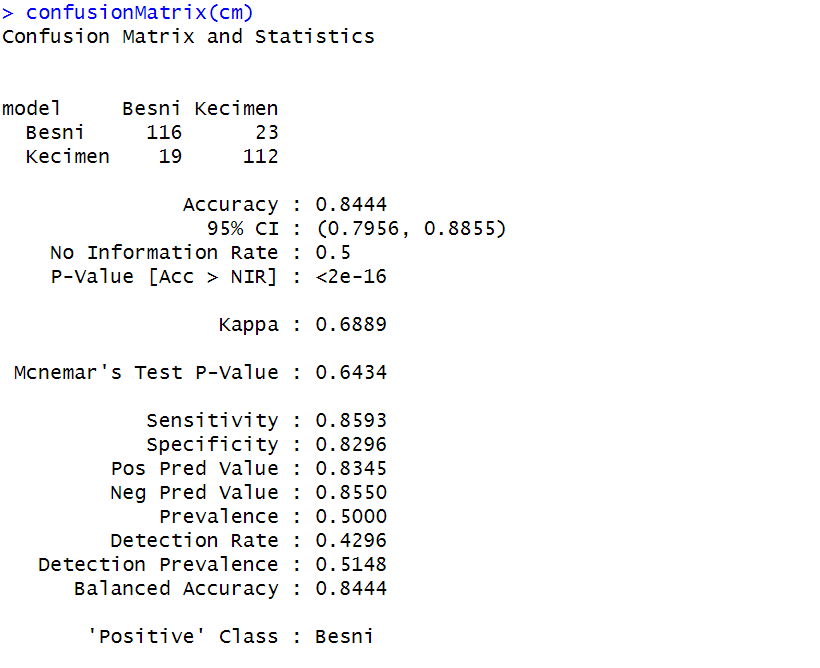 > confusionMatrix(cm)
Confusion Matrix and Statistics
model Besni Kecimen
Besni 116 23
Kecimen 19 112
Accuracy : 0.8444
95% CI : (0.7956, 0.8855)
No Information Rate : 0.5
P-Value [Acc > NIR] : <2e-16
Kappa : 0.6889
Mcnemar's Test P-Value : 0.6434
Sensitivity : 0.8593
Specificity : 0.8296
Pos Pred Value : 0.8345
Neg Pred Value : 0.8550
Prevalence : 0.5000
Detection Rate : 0.4296
Detection Prevalence : 0.5148
Balanced Accuracy : 0.8444
'Positive' Class : Besni